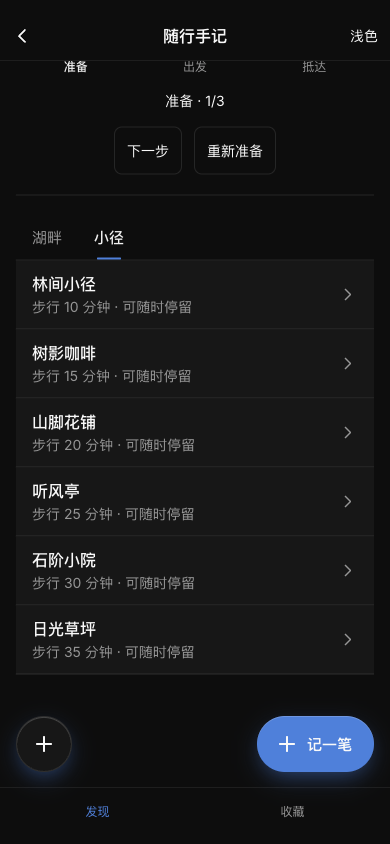 随行手记
浅色
准备
出发
抵达
准备 · 1/3
下一步
重新准备
湖畔
小径
林间小径
步行 10 分钟 · 可随时停留
树影咖啡
步行 15 分钟 · 可随时停留
山脚花铺
步行 20 分钟 · 可随时停留
听风亭
步行 25 分钟 · 可随时停留
石阶小院
步行 30 分钟 · 可随时停留
日光草坪
步行 35 分钟 · 可随时停留
记一笔
发现
收藏